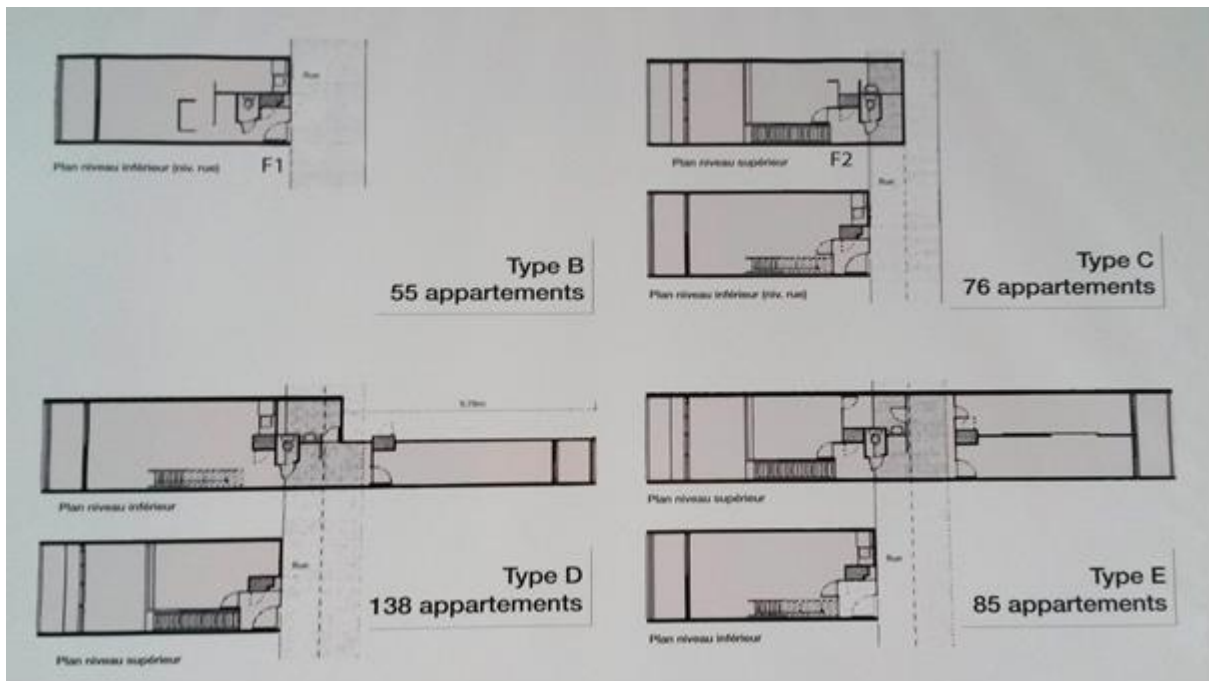 Rue
Plan niveau inférieur (niv. rue)
F1
Type B
55 appartements
Plan niveau supérieur
F2
Rue
Plan niveau inférieur (niv. rue)
Type C
76 appartements
Plan niveau inférieur
Rue
Type D
138 appartements
Plan niveau supérieur
Plan niveau supérieur
Rue
Type E
85 appartements
Plan niveau inférieur